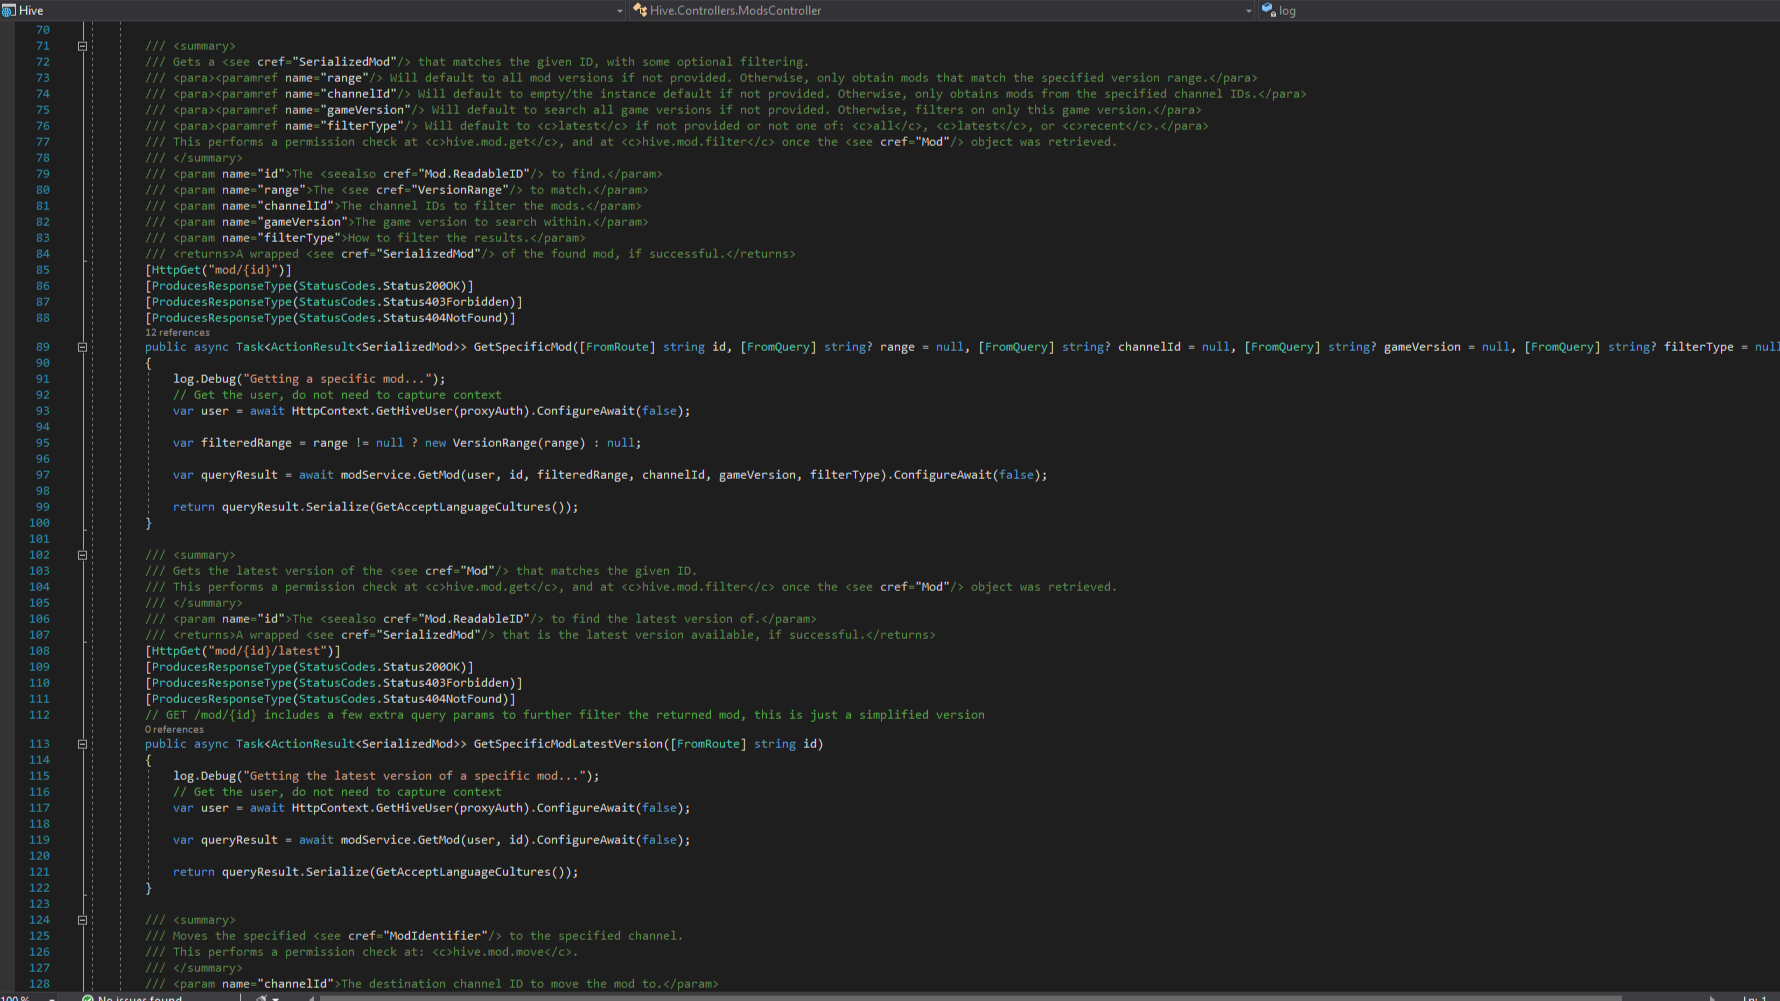 Hive
Hive.Controllers.ModsController
log
70
71 /// <summary>
72 /// Gets a <see cref="SerializedMod"/> that matches the given ID, with some optional filtering.
73 /// <para><paramref name="range"/> Will default to all mod versions if not provided. Otherwise, only obtain mods that match the specified version range.</para>
74 /// <para><paramref name="channelId"/> Will default to empty/the instance default if not provided. Otherwise, only obtains mods from the specified channel IDs.</para>
75 /// <para><paramref name="gameVersion"/> Will default to search all game versions if not provided. Otherwise, filters on only this game version.</para>
76 /// <para><paramref name="filterType"/> Will default to <c>latest</c> if not provided or not one of: <c>all</c>, <c>latest</c>, or <c>recent</c>.</para>
77 /// This performs a permission check at <c>hive.mod.get</c>, and at <c>hive.mod.filter</c> once the <see cref="Mod"/> object was retrieved.
78 /// </summary>
79 /// <param name="id">The <seealso cref="Mod.ReadableID"/> to find.</param>
80 /// <param name="range">The <see cref="VersionRange"/> to match.</param>
81 /// <param name="channelId">The channel IDs to filter the mods.</param>
82 /// <param name="gameVersion">The game version to search within.</param>
83 /// <param name="filterType">How to filter the results.</param>
84 /// <returns>A wrapped <see cref="SerializedMod"/> of the found mod, if successful.</returns>
85 [HttpGet("mod/{id}")]
86 [ProducesResponseType(StatusCodes.Status200OK)]
87 [ProducesResponseType(StatusCodes.Status403Forbidden)]
88 [ProducesResponseType(StatusCodes.Status404NotFound)]
12 references
89 public async Task<ActionResult<SerializedMod>> GetSpecificMod([FromRoute] string id, [FromQuery] string? range = null, [FromQuery] string? channelId = null, [FromQuery] string? gameVersion = null, [FromQuery] string? filterType = null
90 {
91 log.Debug("Getting a specific mod...");
92 // Get the user, do not need to capture context
93 var user = await HttpContext.GetHiveUser(proxyAuth).ConfigureAwait(false);
94
95 var filteredRange = range != null ? new VersionRange(range) : null;
96
97 var queryResult = await modService.GetMod(user, id, filteredRange, channelId, gameVersion, filterType).ConfigureAwait(false);
98
99 return queryResult.Serialize(GetAcceptLanguageCultures());
100 }
101
102 /// <summary>
103 /// Gets the latest version of the <see cref="Mod"/> that matches the given ID.
104 /// This performs a permission check at <c>hive.mod.get</c>, and at <c>hive.mod.filter</c> once the <see cref="Mod"/> object was retrieved.
105 /// </summary>
106 /// <param name="id">The <seealso cref="Mod.ReadableID"/> to find the latest version of.</param>
107 /// <returns>A wrapped <see cref="SerializedMod"/> that is the latest version available, if successful.</returns>
108 [HttpGet("mod/{id}/latest")]
109 [ProducesResponseType(StatusCodes.Status200OK)]
110 [ProducesResponseType(StatusCodes.Status403Forbidden)]
111 [ProducesResponseType(StatusCodes.Status404NotFound)]
112 // GET /mod/{id} includes a few extra query params to further filter the returned mod, this is just a simplified version
0 references
113 public async Task<ActionResult<SerializedMod>> GetSpecificModLatestVersion([FromRoute] string id)
114 {
115 log.Debug("Getting the latest version of a specific mod...");
116 // Get the user, do not need to capture context
117 var user = await HttpContext.GetHiveUser(proxyAuth).ConfigureAwait(false);
118
119 var queryResult = await modService.GetMod(user, id).ConfigureAwait(false);
120
121 return queryResult.Serialize(GetAcceptLanguageCultures());
122 }
123
124 /// <summary>
125 /// Moves the specified <see cref="ModIdentifier"/> to the specified channel.
126 /// This performs a permission check at: <c>hive.mod.move</c>.
127 /// </summary>
128 /// <param name="channelId">The destination channel ID to move the mod to.</param>
100% No issues found Ln: 1